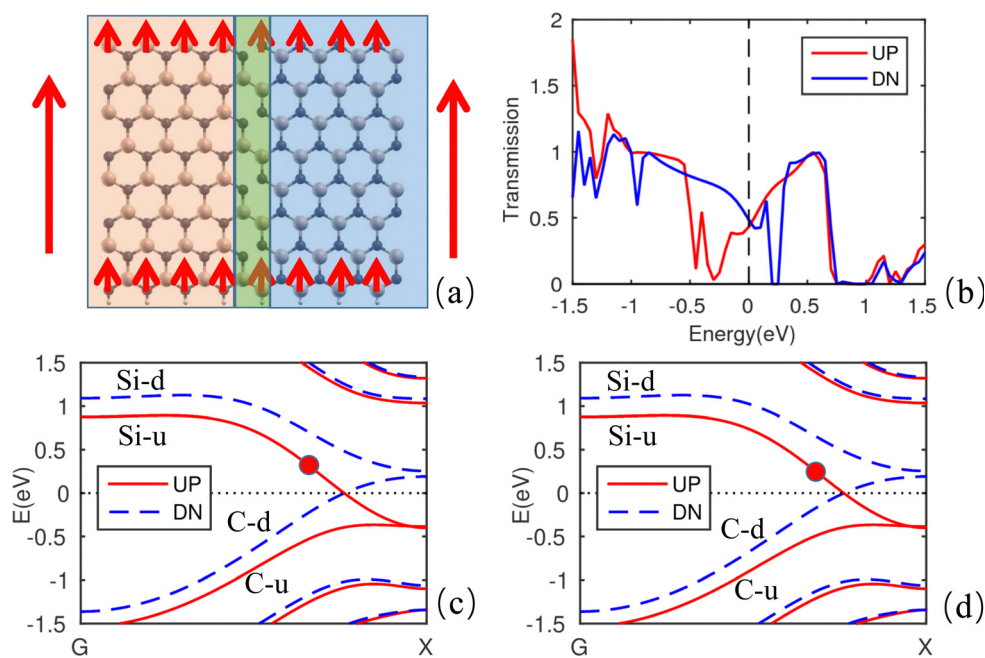 (a)
2
1.5
1
0.5
0
Transmission
UP
DN
-1.5 -1 -0.5 0 0.5 1 1.5
Energy(eV)
(b)
1.5
1
0.5
0
-0.5
-1
-1.5
E(eV)
Si-d
Si-u
UP
DN
C-d
C-u
G X
(c)
1.5
1
0.5
0
-0.5
-1
-1.5
E(eV)
Si-d
Si-u
UP
DN
C-d
C-u
G X
(d)